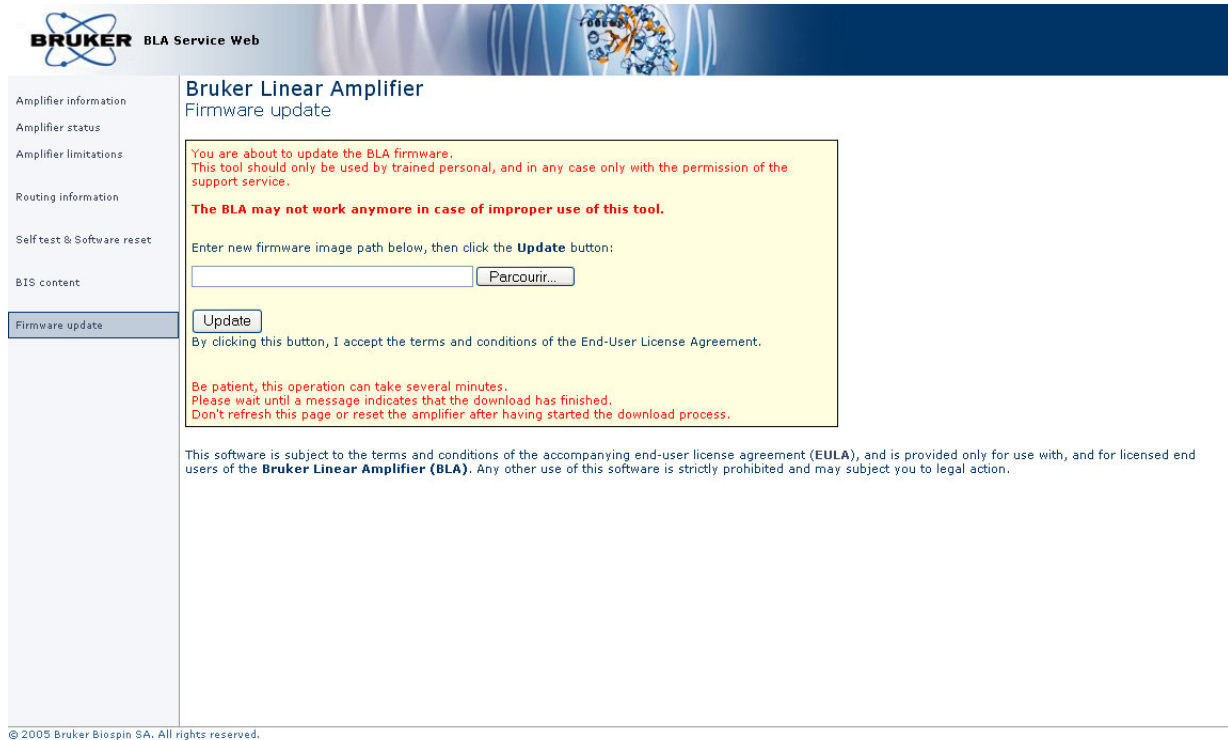 BRUKER BLA Service Web
Amplifier information
Amplifier status
Amplifier limitations
Routing information
Self test & Software reset
BIS content
Firmware update
Bruker Linear Amplifier
Firmware update
You are about to update the BLA firmware.
This tool should only be used by trained personal, and in any case only with the permission of the
support service.
The BLA may not work anymore in case of improper use of this tool.
Enter new firmware image path below, then click the Update button:
Parcourir...
Update
By clicking this button, I accept the terms and conditions of the End-User License Agreement.
Be patient, this operation can take several minutes.
Please wait until a message indicates that the download has finished.
Don't refresh this page or reset the amplifier after having started the download process.
This software is subject to the terms and conditions of the accompanying end-user license agreement (EULA), and is provided only for use with, and for licensed end
users of the Bruker Linear Amplifier (BLA). Any other use of this software is strictly prohibited and may subject you to legal action.
© 2005 Bruker Biospin SA. All rights reserved.